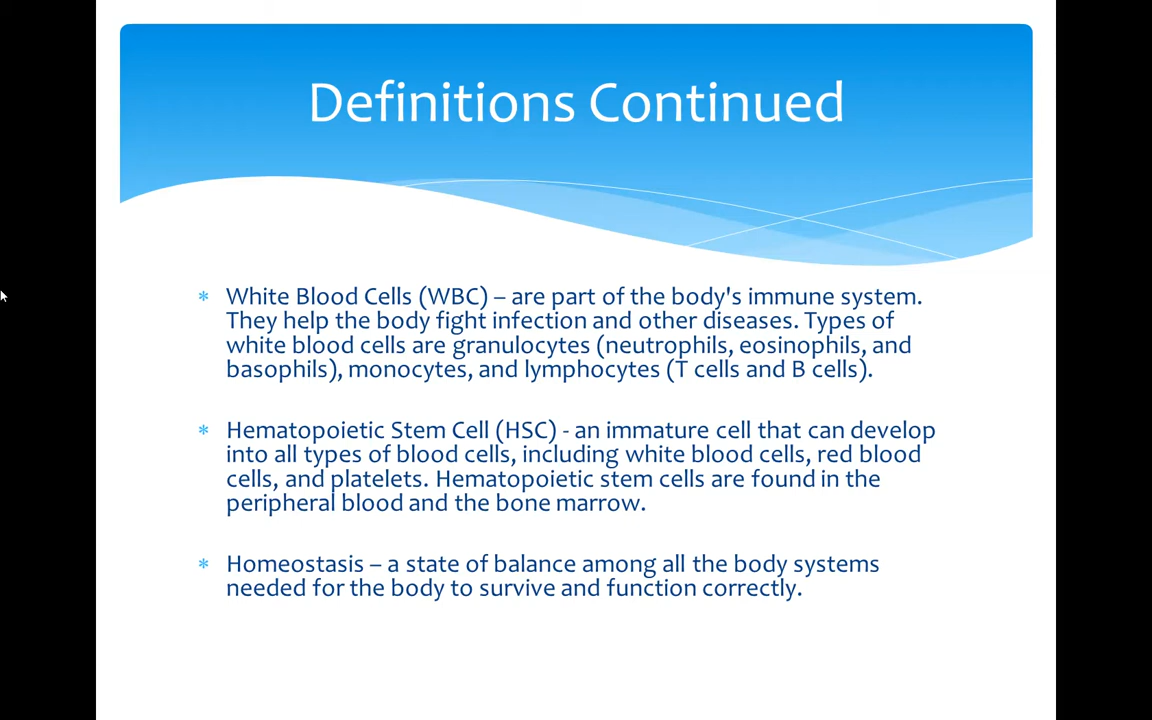 Definitions Continued
* White Blood Cells (WBC) – are part of the body's immune system.
They help the body fight infection and other diseases. Types of
white blood cells are granulocytes (neutrophils, eosinophils, and
basophils), monocytes, and lymphocytes (T cells and B cells).
* Hematopoietic Stem Cell (HSC) - an immature cell that can develop
into all types of blood cells, including white blood cells, red blood
cells, and platelets. Hematopoietic stem cells are found in the
peripheral blood and the bone marrow.
* Homeostasis – a state of balance among all the body systems
needed for the body to survive and function correctly.